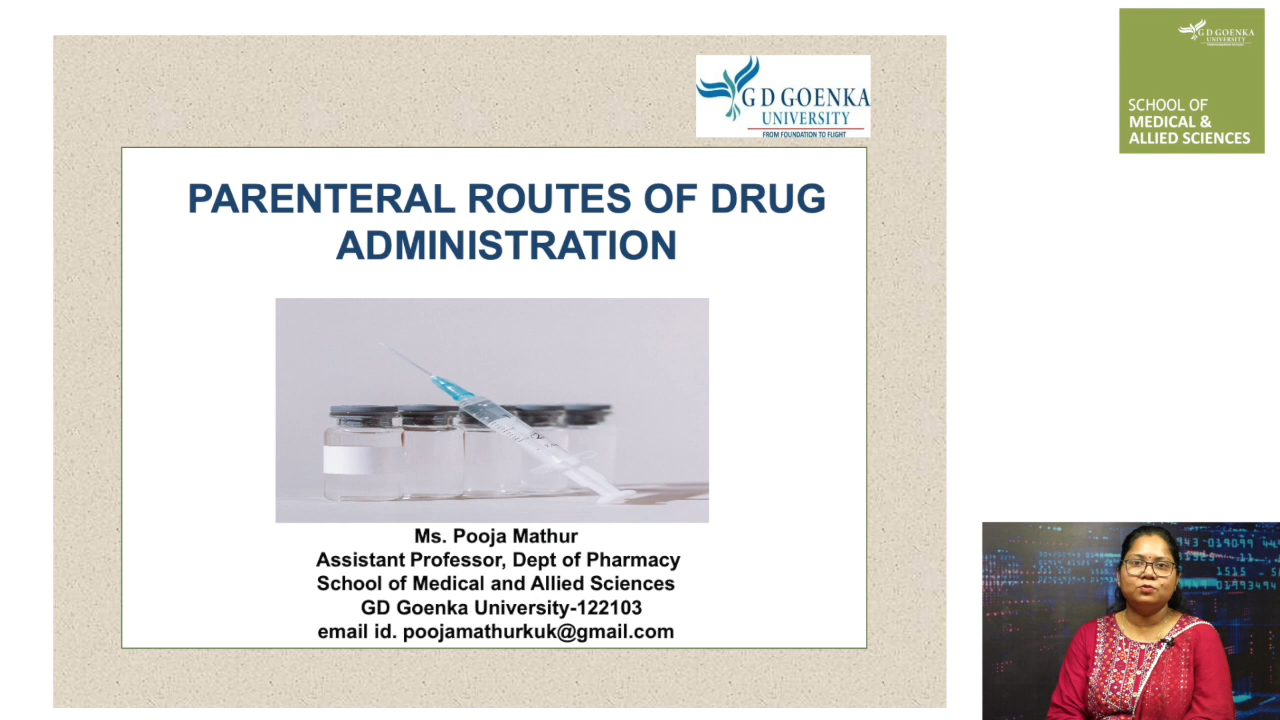 G D GOENKA
UNIVERSITY
FROM FOUNDATION TO FLIGHT
PARENTERAL ROUTES OF DRUG
ADMINISTRATION
Ms. Pooja Mathur
Assistant Professor, Dept of Pharmacy
School of Medical and Allied Sciences
GD Goenka University-122103
email id. poojamathurkuk@gmail.com
G D GOENKA
UNIVERSITY
SCHOOL OF
MEDICAL &
ALLIED SCIENCES